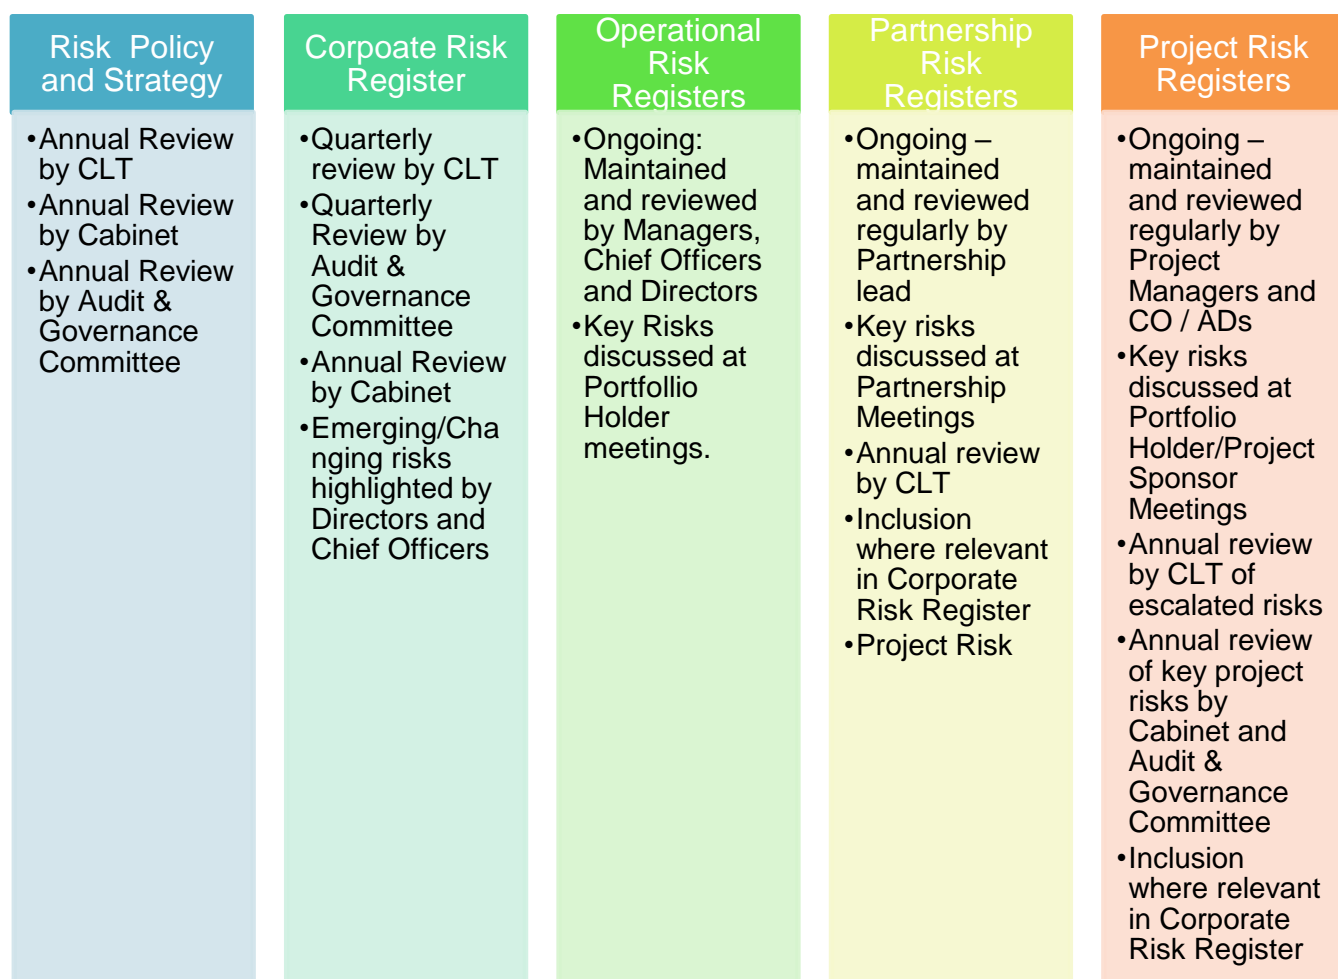 Risk  Policy
and Strategy
•Annual Review
by CLT
•Annual Review
by Cabinet
•Annual Review
by Audit &
Governance
Committee
Corpoate Risk
Register
•Quarterly
review by CLT
•Quarterly
Review by
Audit &
Governance
Committee
•Annual Review
by Cabinet
•Emerging/Cha
nging risks
highlighted by
Directors and
Chief Officers
Operational
Risk
Registers
•Ongoing:
Maintained
and reviewed
by Managers,
Chief Officers
and Directors
•Key Risks
discussed at
Portfollio
Holder
meetings.
Partnership
Risk
Registers
•Ongoing –
maintained
and reviewed
regularly by
Partnership
lead
•Key risks
discussed at
Partnership
Meetings
•Annual review
by CLT
•Inclusion
where relevant
in Corporate
Risk Register
•Project Risk
Project Risk
Registers
•Ongoing –
maintained
and reviewed
regularly by
Project
Managers and
CO / ADs
•Key risks
discussed at
Portfolio
Holder/Project
Sponsor
Meetings
•Annual review
by CLT of
escalated risks
•Annual review
of key project
risks by
Cabinet and
Audit &
Governance
Committee
•Inclusion
where relevant
in Corporate
Risk Register